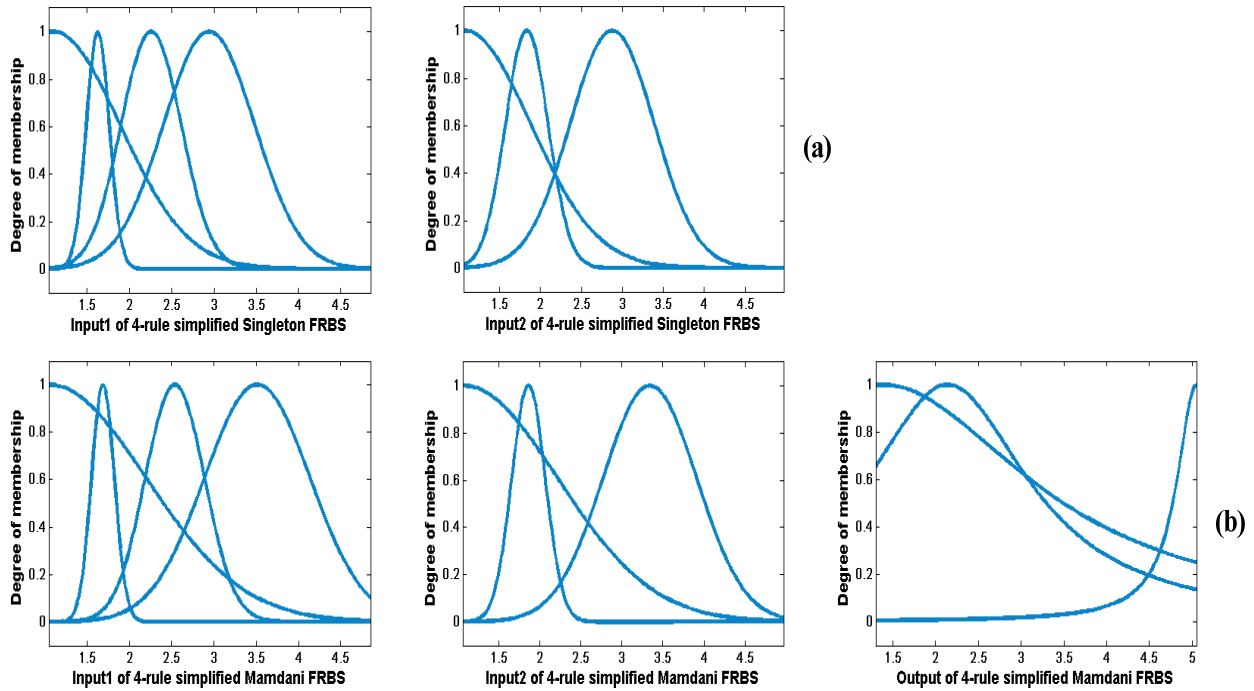 Degree of membership
1
0.8
0.6
0.4
0.2
0
1.5 2 2.5 3 3.5 4 4.5
Input1 of 4-rule simplified Singleton FRBS
Degree of membership
1
0.8
0.6
0.4
0.2
0
1.5 2 2.5 3 3.5 4 4.5
Input2 of 4-rule simplified Singleton FRBS
(a)
Degree of membership
1
0.8
0.6
0.4
0.2
0
1.5 2 2.5 3 3.5 4 4.5
Input1 of 4-rule simplified Mamdani FRBS
Degree of membership
1
0.8
0.6
0.4
0.2
0
1.5 2 2.5 3 3.5 4 4.5
Input2 of 4-rule simplified Mamdani FRBS
Degree of membership
1
0.8
0.6
0.4
0.2
0
1.5 2 2.5 3 3.5 4 4.5 5
Output of 4-rule simplified Mamdani FRBS
(b)